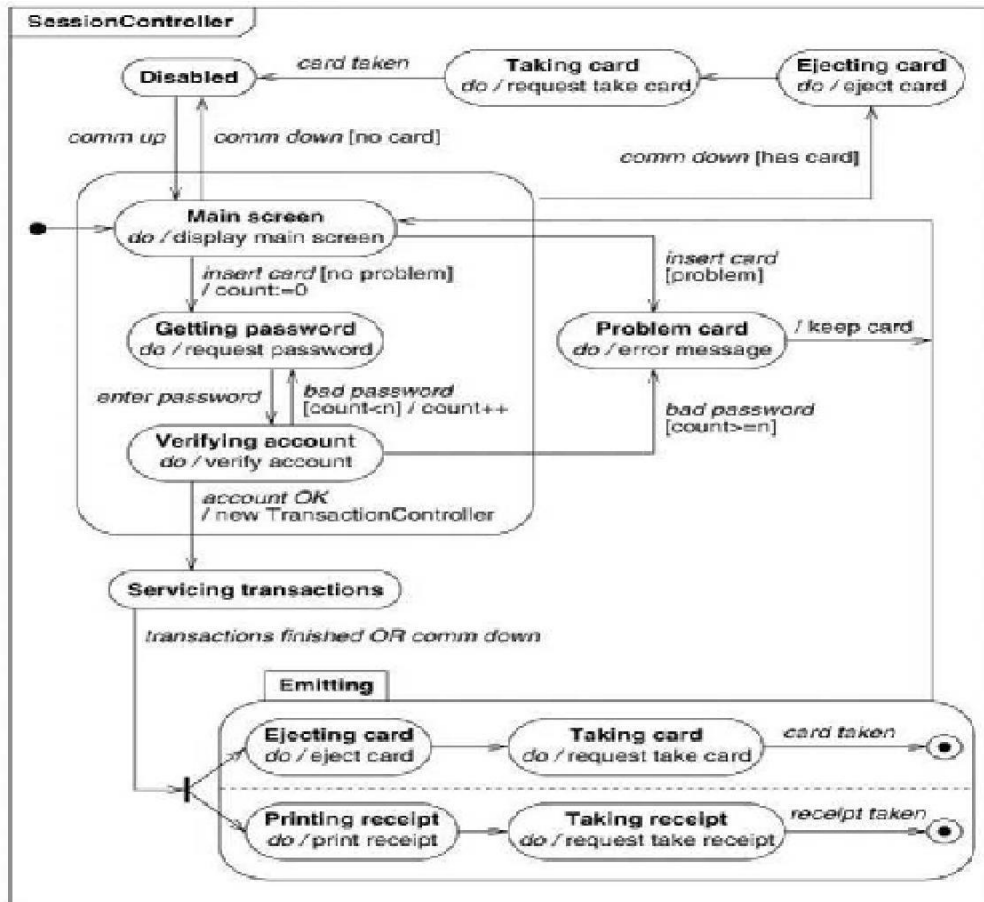 SessionController
Disabled
card taken
Taking card
do / request take card
Ejecting card
do / eject card
comm up
comm down [no card]
comm down [has card]
Main screen
do / display main screen
insert card [no problem]
/ count:=0
insert card
[problem]
Getting password
do / request password
Problem card
do / error message
/ keep card
enter password
bad password
[count<n] / count++
bad password
[count>=n]
Verifying account
do / verify account
account OK
/ new TransactionController
Servicing transactions
transactions finished OR comm down
Emitting
Ejecting card
do / eject card
Taking card
do / request take card
card taken
Printing receipt
do / print receipt
Taking receipt
do / request take receipt
receipt taken